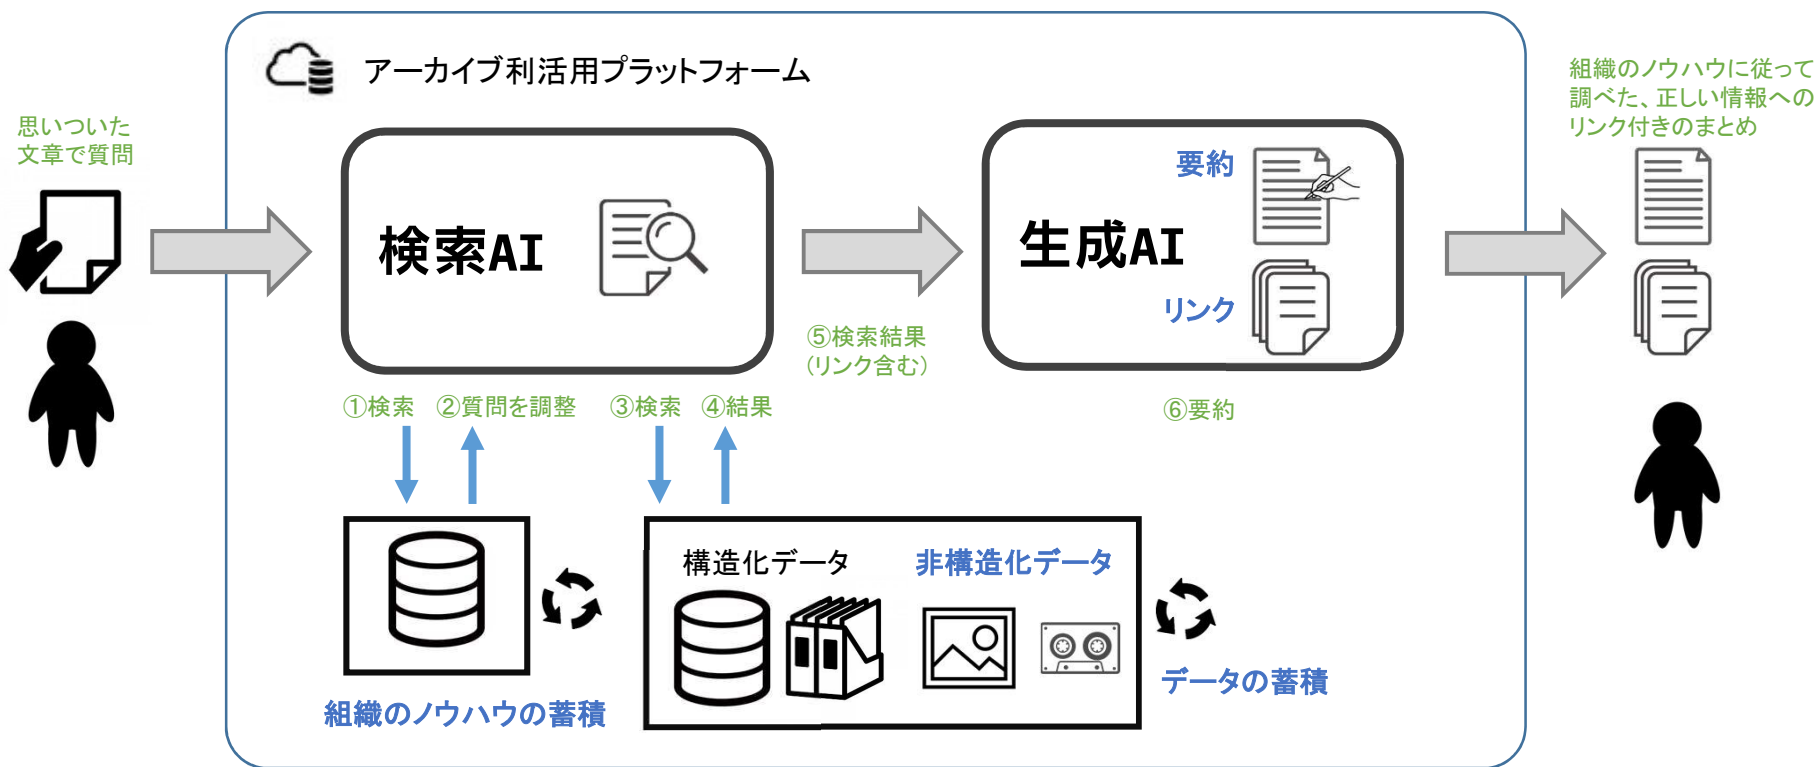 アーカイブ利活用プラットフォーム
思いついた
文章で質問
検索AI
⑤検索結果
(リンク含む)
生成AI
要約
リンク
組織のノウハウに従って
調べた、正しい情報への
リンク付きのまとめ
①検索
②質問を調整
③検索
④結果
⑥要約
構造化データ
非構造化データ
組織のノウハウの蓄積
データの蓄積